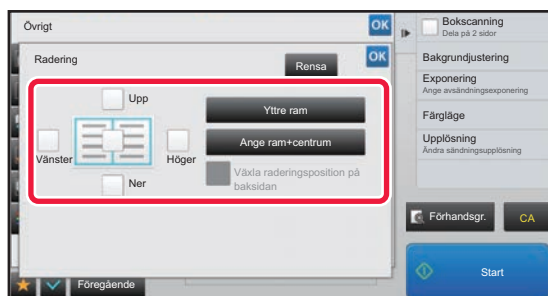 Övrigt
OK
Radering
Rensa
OK
Upp
Vänster
Höger
Ner
Yttre ram
Ange ram+centrum
Växla raderingsposition på
baksidan
Föregående
Bokscanning
Dela på 2 sidor
Bakgrundjustering
Exponering
Ange avsändningsexponering
Färgläge
Upplösning
Ändra sändningsupplösning
Förhandsgr.
CA
Start